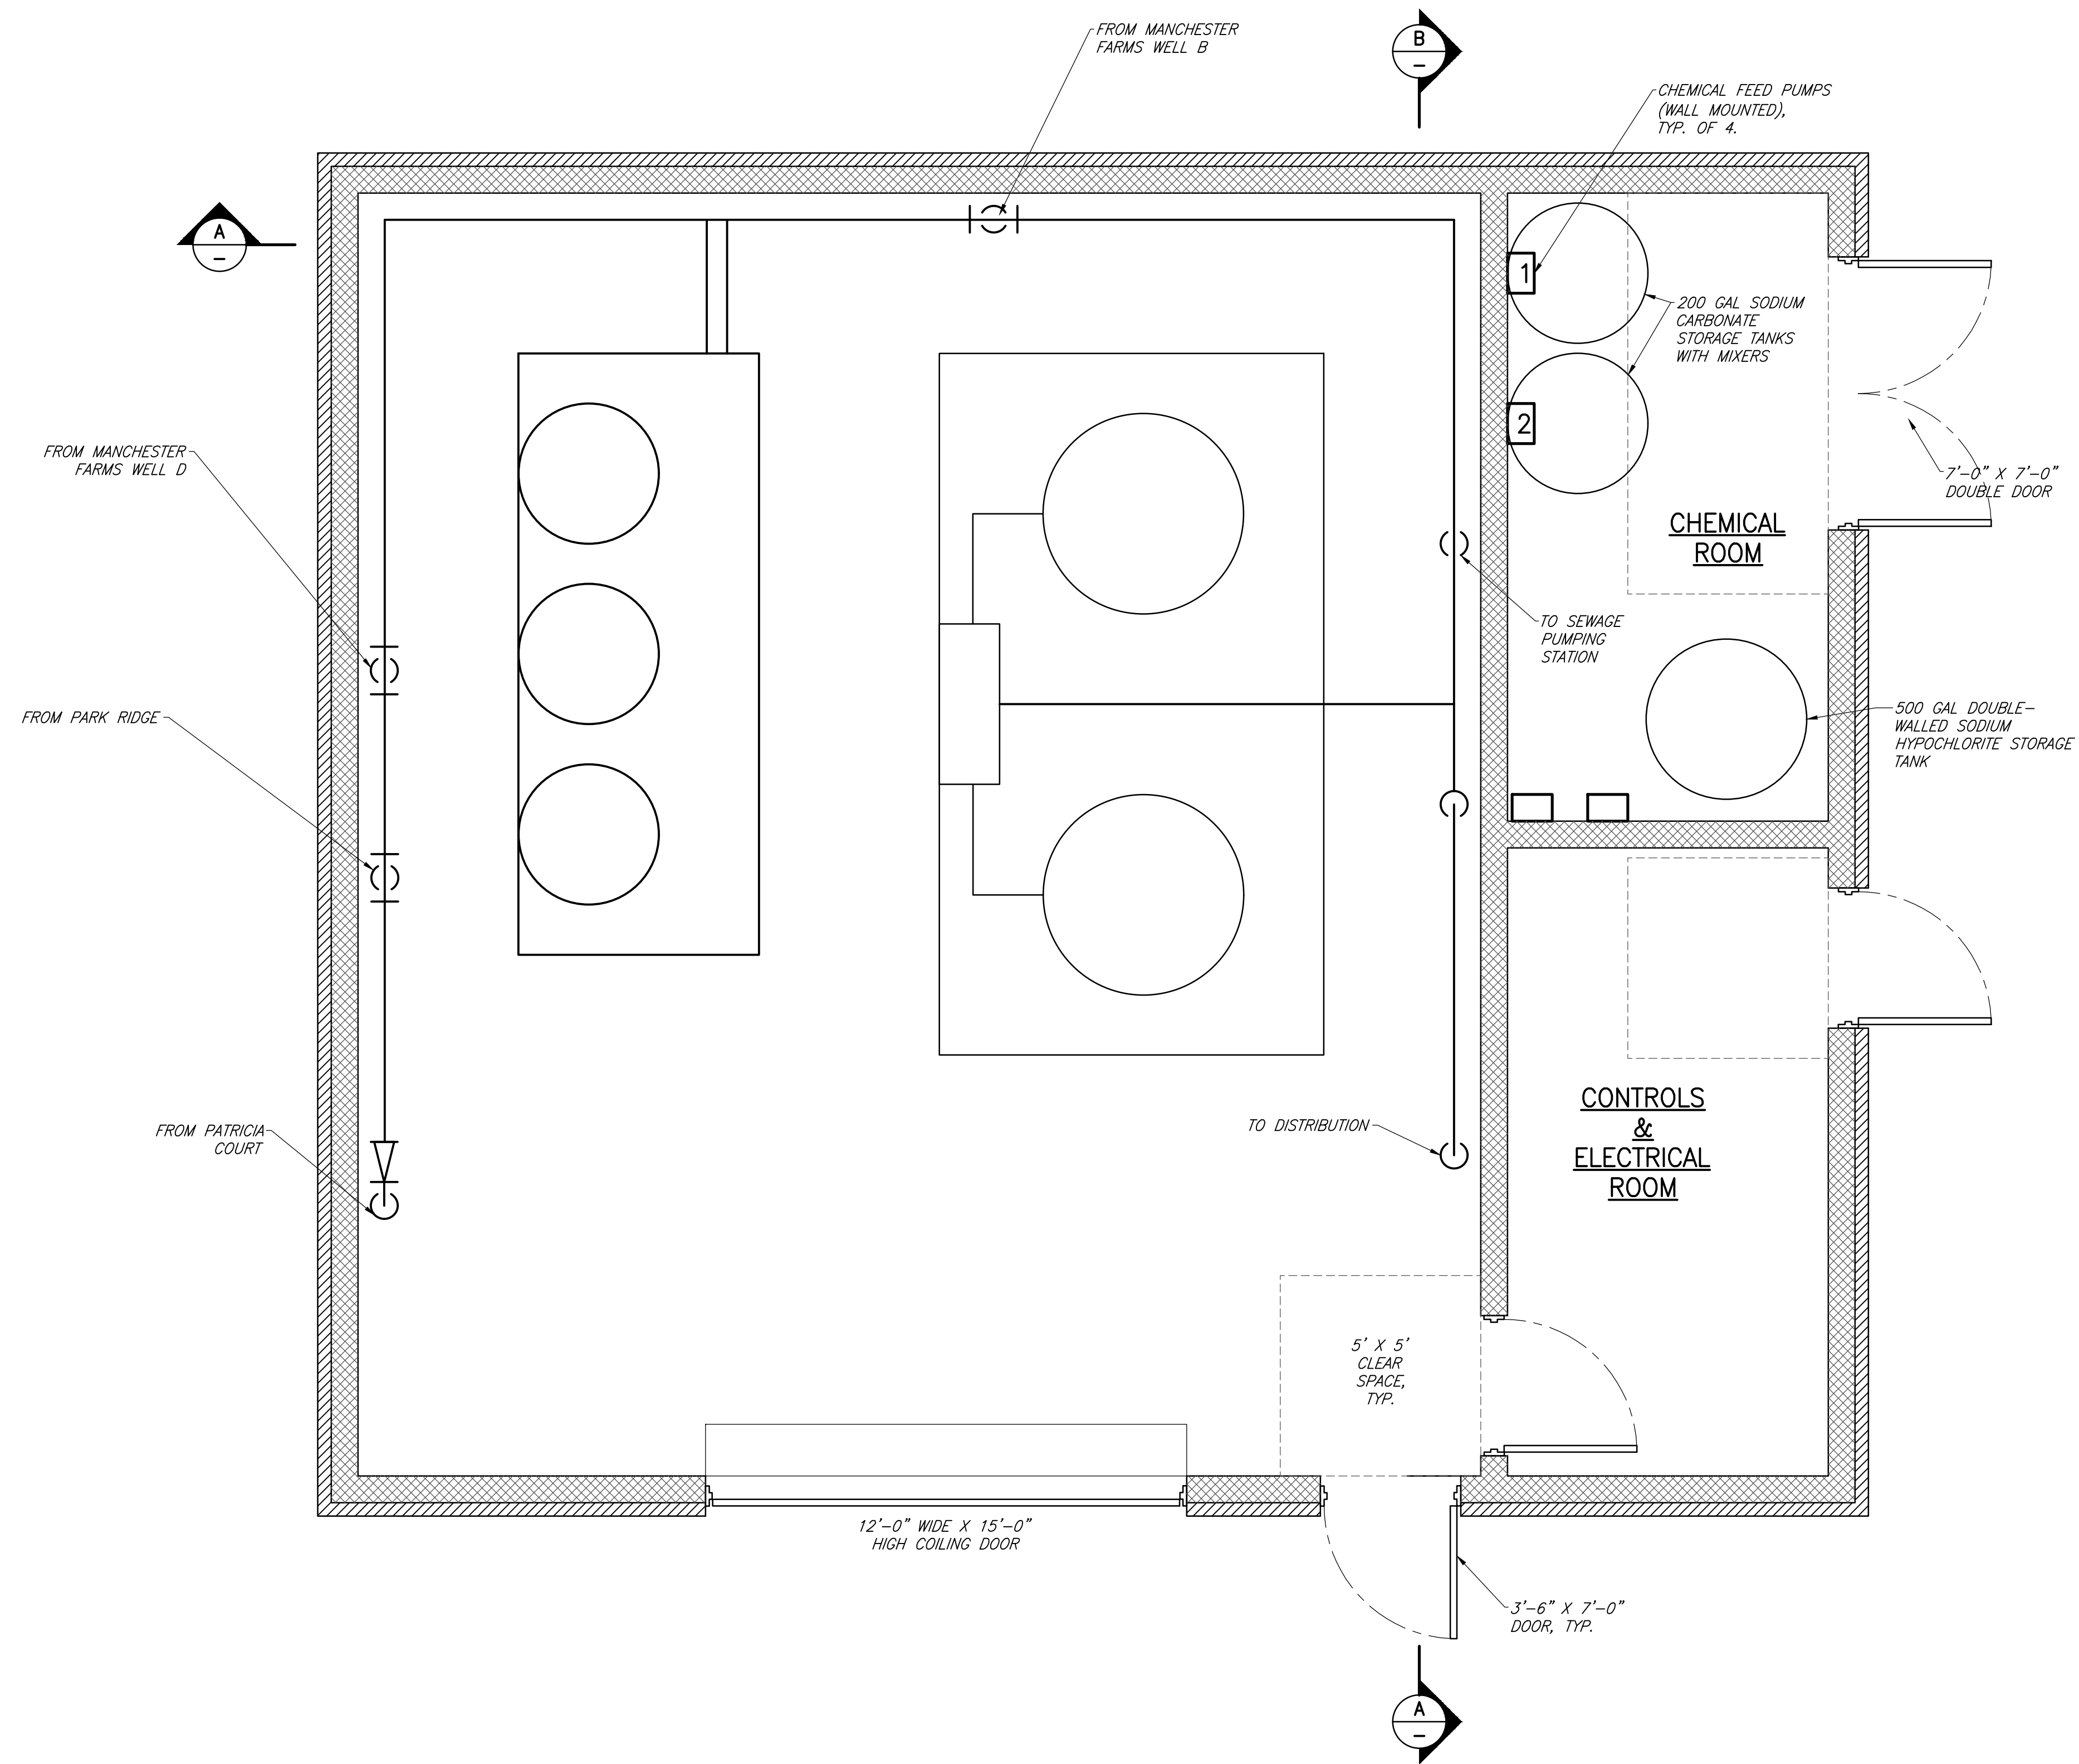 FROM MANCHESTER
FARMS WELL B
B
–
CHEMICAL FEED PUMPS
(WALL MOUNTED),
TYP. OF 4.
A
–
1
200 GAL SODIUM
CARBONATE
STORAGE TANKS
WITH MIXERS
2
FROM MANCHESTER
FARMS WELL D
7'-0" X 7'-0"
DOUBLE DOOR
CHEMICAL
ROOM
TO SEWAGE
PUMPING
STATION
FROM PARK RIDGE
500 GAL DOUBLE-
WALLED SODIUM
HYPOCHLORITE STORAGE
TANK
FROM PATRICIA
COURT
TO DISTRIBUTION
CONTROLS
&
ELECTRICAL
ROOM
5' X 5'
CLEAR
SPACE,
TYP.
12'-0" WIDE X 15'-0"
HIGH COILING DOOR
3'-6" X 7'-0"
DOOR, TYP.
A
–